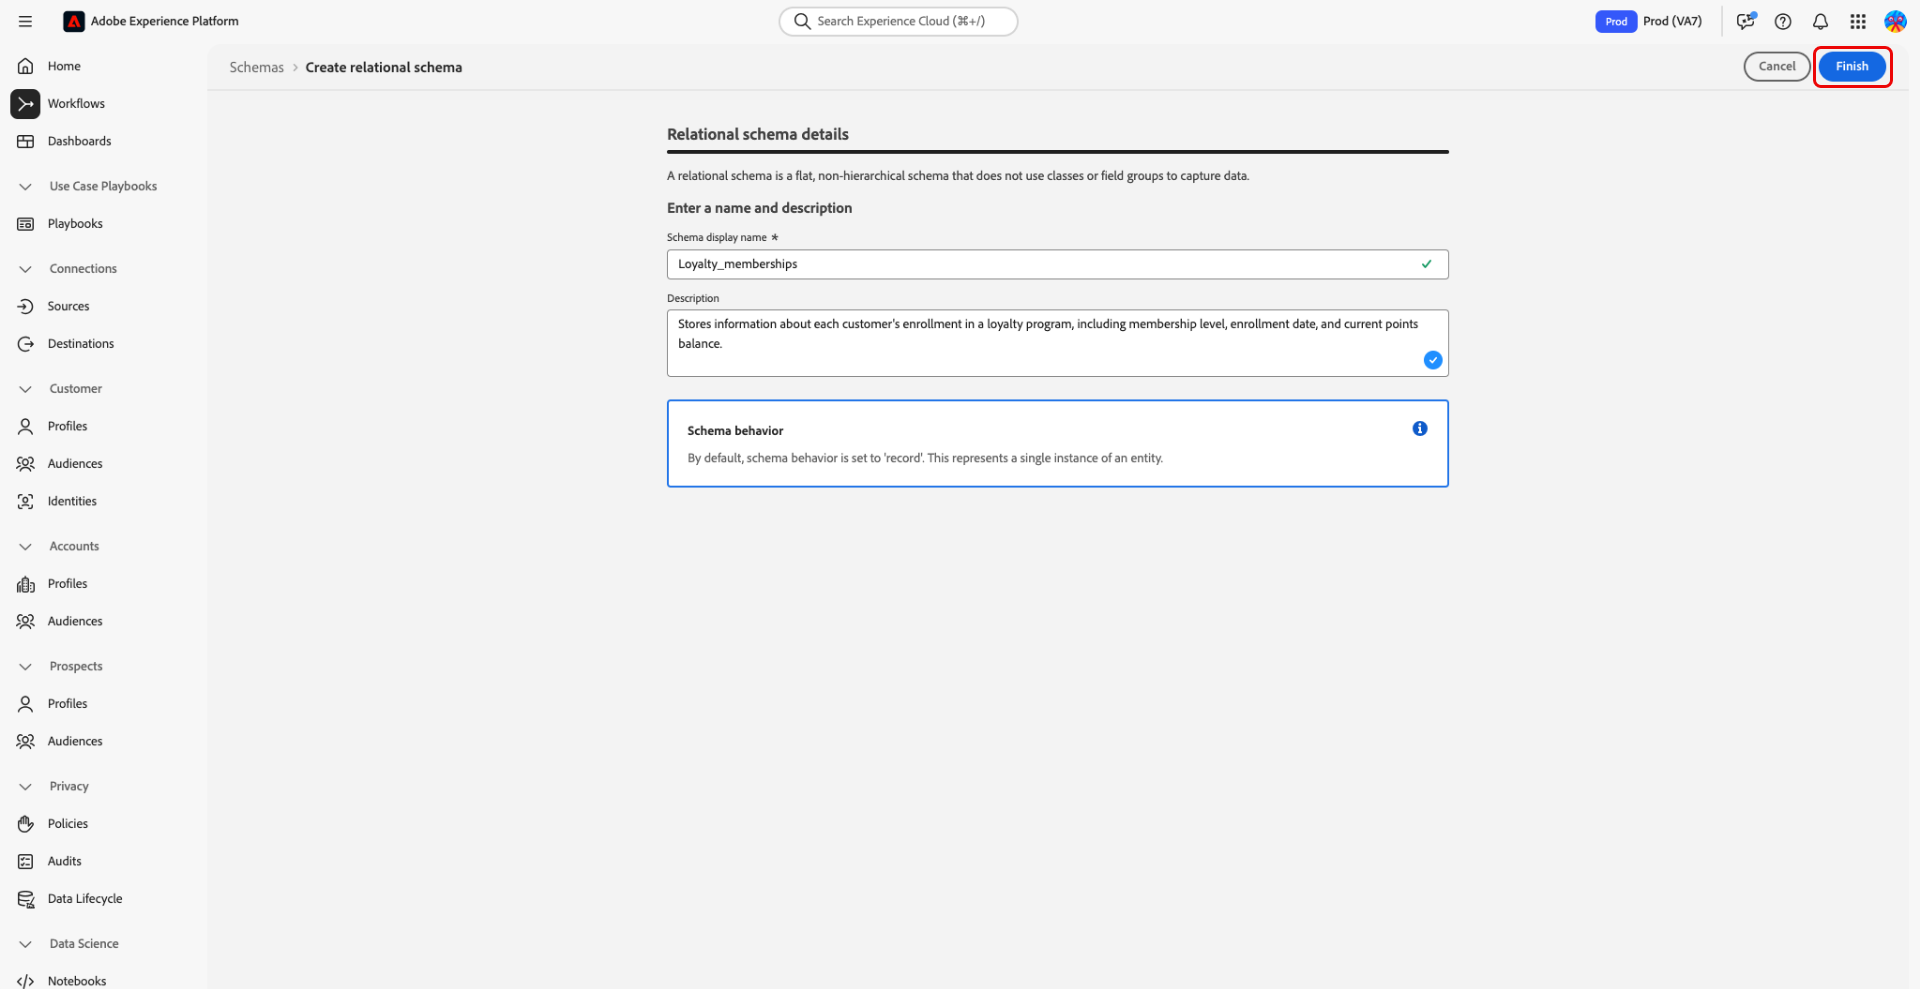 Adobe Experience Platform
Search Experience Cloud (⌘+/)
Prod
Prod (VA7)
Home
Workflows
Dashboards
Use Case Playbooks
Playbooks
Connections
Sources
Destinations
Customer
Profiles
Audiences
Identities
Accounts
Profiles
Audiences
Prospects
Profiles
Audiences
Privacy
Policies
Audits
Data Lifecycle
Data Science
Notebooks
Schemas > Create relational schema
Cancel
Finish
Relational schema details
A relational schema is a flat, non-hierarchical schema that does not use classes or field groups to capture data.
Enter a name and description
Schema display name *
Loyalty_memberships
Description
Stores information about each customer's enrollment in a loyalty program, including membership level, enrollment date, and current points
balance.
Schema behavior
By default, schema behavior is set to 'record'. This represents a single instance of an entity.